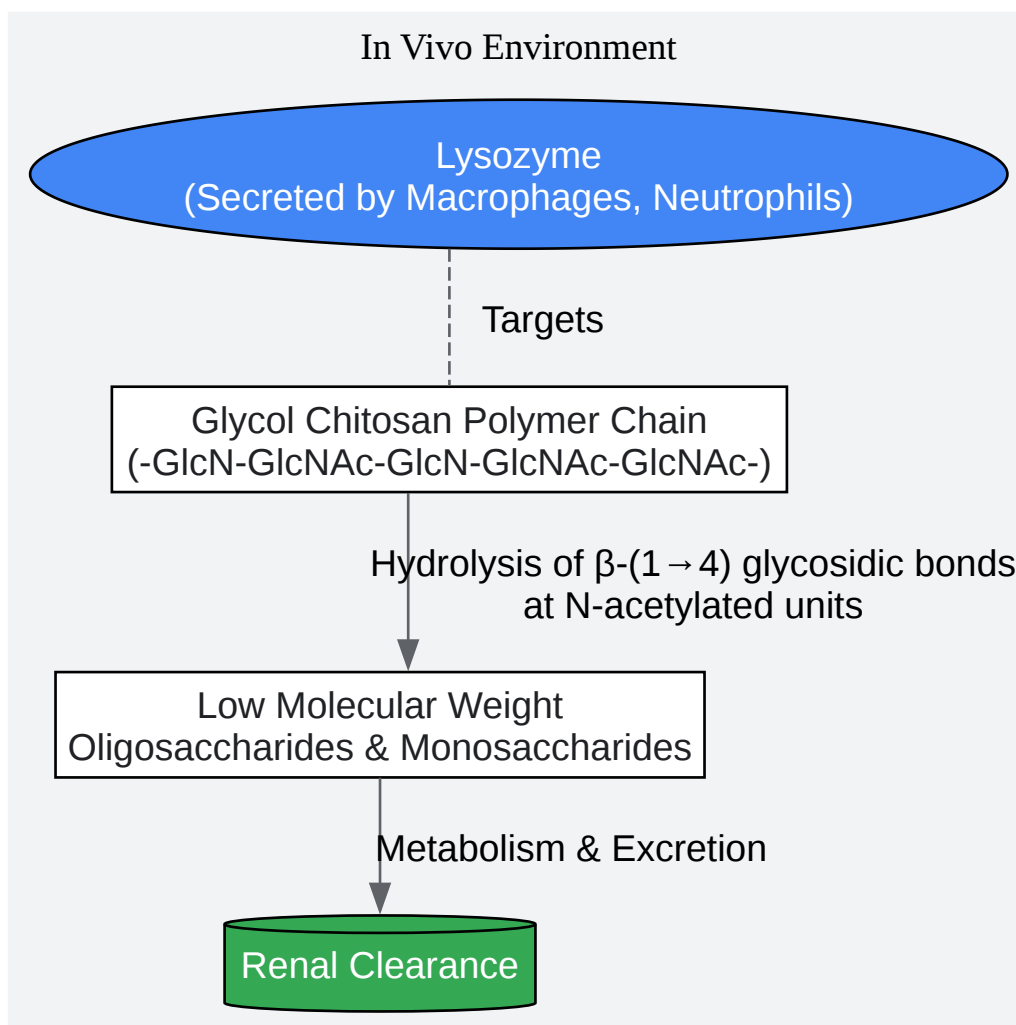 In Vivo Environment
Lysozyme
(Secreted by Macrophages, Neutrophils)
Targets
Glycol Chitosan Polymer Chain
(-GlcN-GlcNAc-GlcN-GlcNAc-GlcNAc-)
Hydrolysis of β-(1→4) glycosidic bonds
at N-acetylated units
Low Molecular Weight
Oligosaccharides & Monosaccharides
Metabolism & Excretion
Renal Clearance